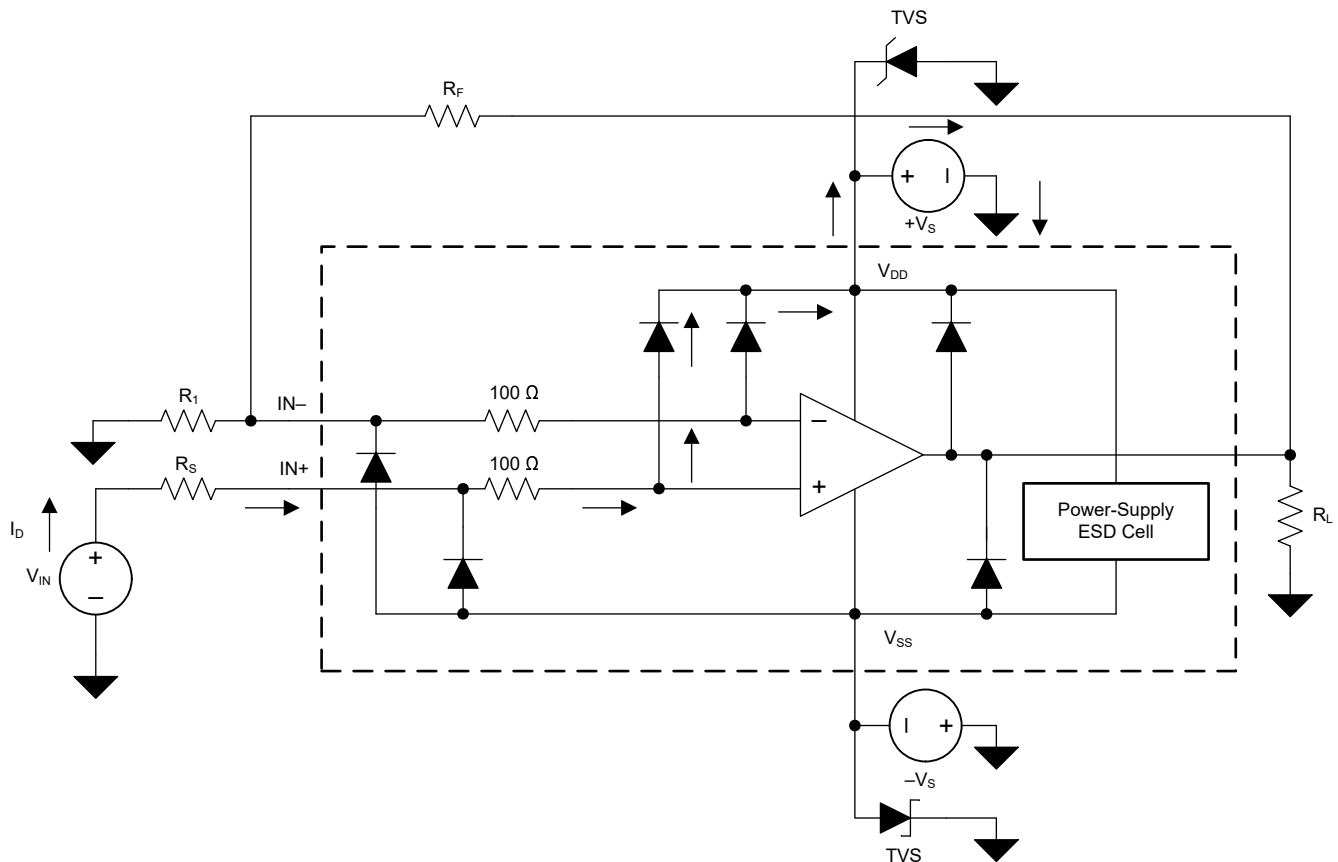 TVS
R_F
+V_S
V_DD
100 Ω
R_1
IN–
R_S
IN+
100 Ω
I_D
V_IN
Power-Supply
ESD Cell
R_L
V_SS
–V_S
TVS